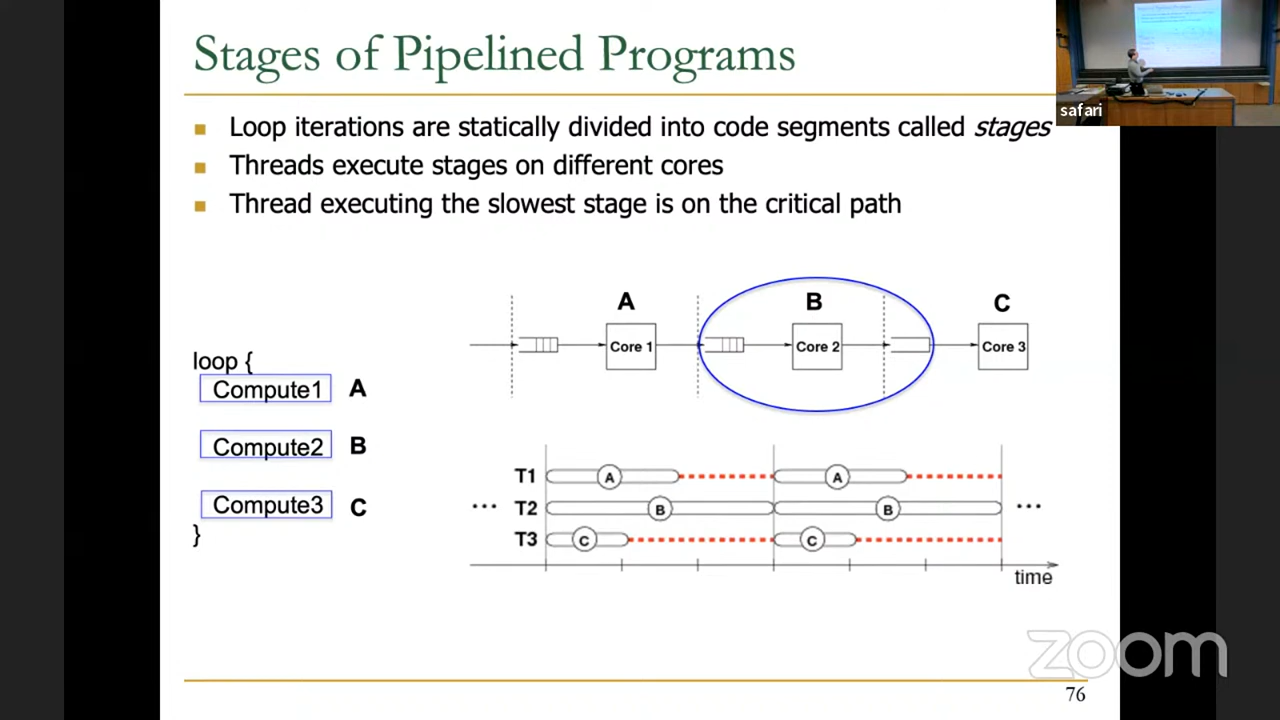 Stages of Pipelined Programs
safari
Loop iterations are statically divided into code segments called stages
Threads execute stages on different cores
Thread executing the slowest stage is on the critical path
A B C
Core 1 Core 2 Core 3
loop {
Compute1 A
Compute2 B
Compute3 C
}
T1 A A
... T2 B B ...
T3 C C
time
zoom
76